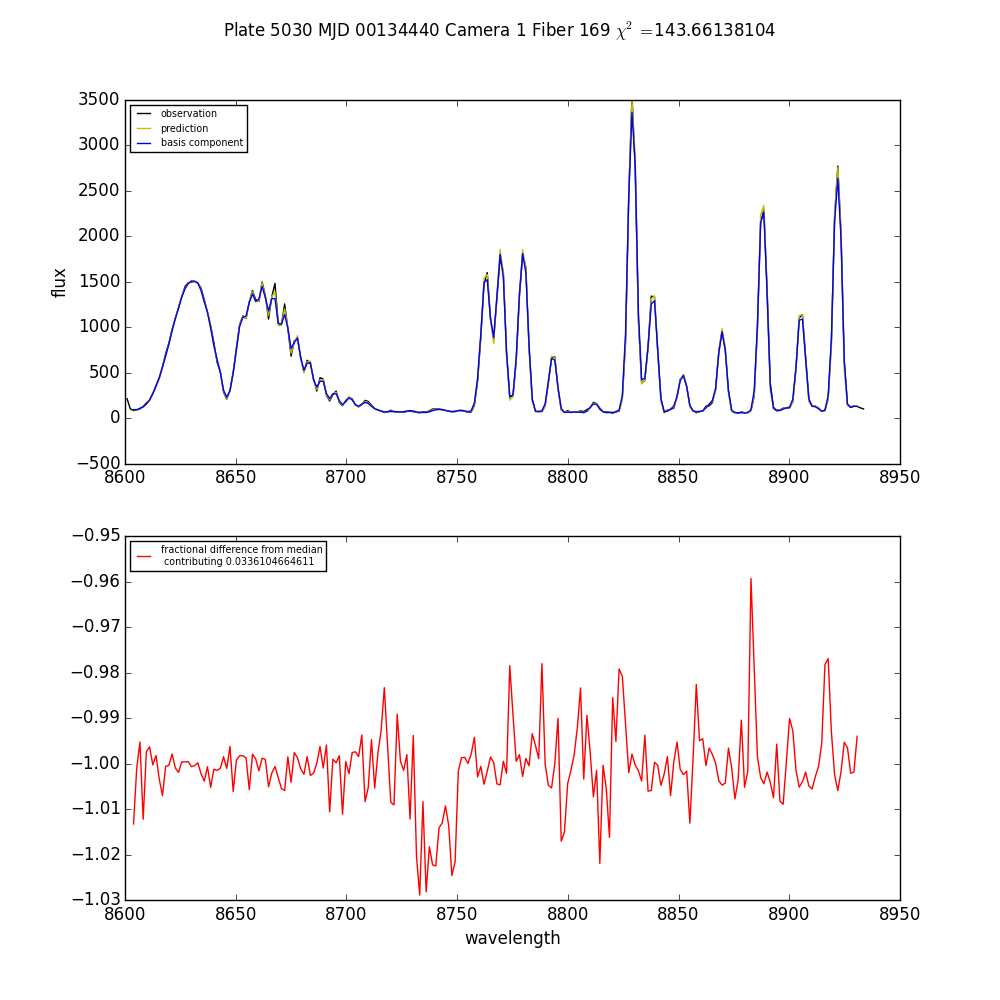 Plate 5030 MJD 00134440 Camera 1 Fiber 169 χ² =143.66138104
3500
3000
2500
2000
1500
1000
500
0
−500
flux
observation
prediction
basis component
8600 8650 8700 8750 8800 8850 8900 8950
−0.95
−0.96
−0.97
−0.98
−0.99
−1.00
−1.01
−1.02
−1.03
fractional difference from median
contributing 0.0336104664611
8600 8650 8700 8750 8800 8850 8900 8950
wavelength